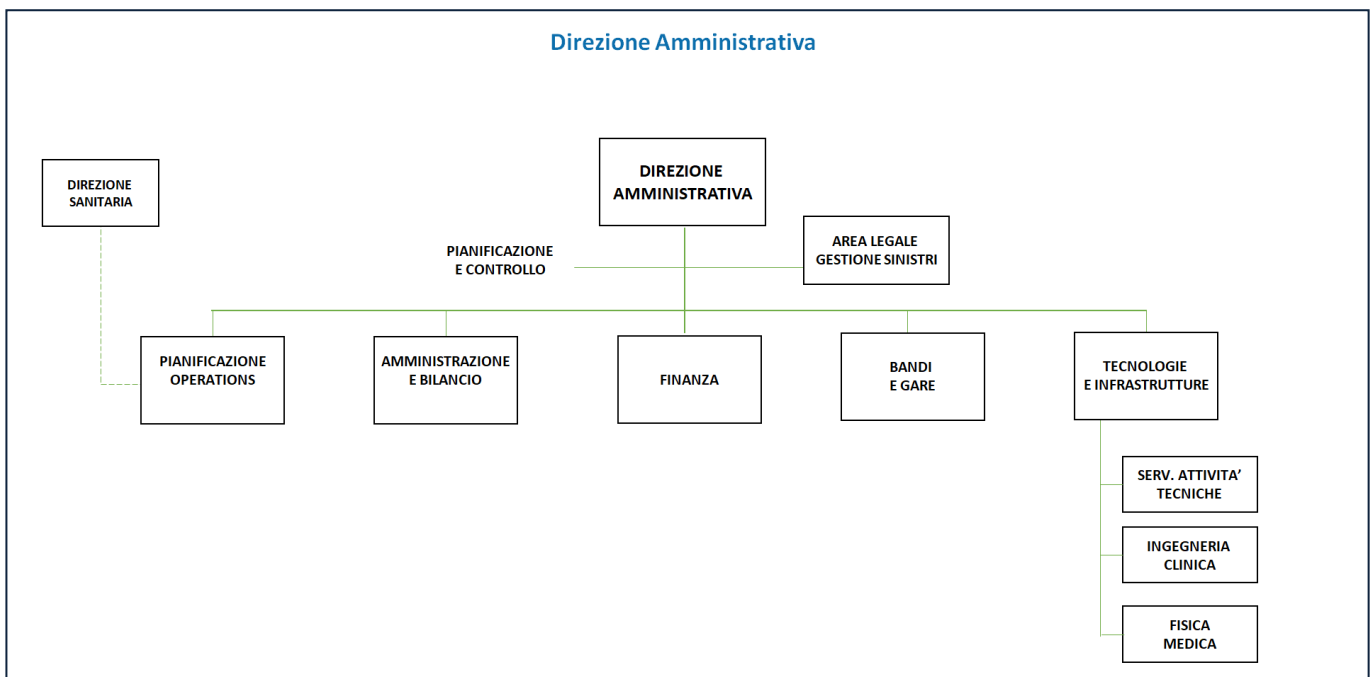 Direzione Amministrativa
DIREZIONE
AMMINISTRATIVA
DIREZIONE
SANITARIA
PIANIFICAZIONE
E CONTROLLO
AREA LEGALE
GESTIONE SINISTRI
PIANIFICAZIONE
OPERATIONS
AMMINISTRAZIONE
E BILANCIO
FINANZA
BANDI
E GARE
TECNOLOGIE
E INFRASTRUTTURE
SERV. ATTIVITA’
TECNICHE
INGEGNERIA
CLINICA
FISICA
MEDICA